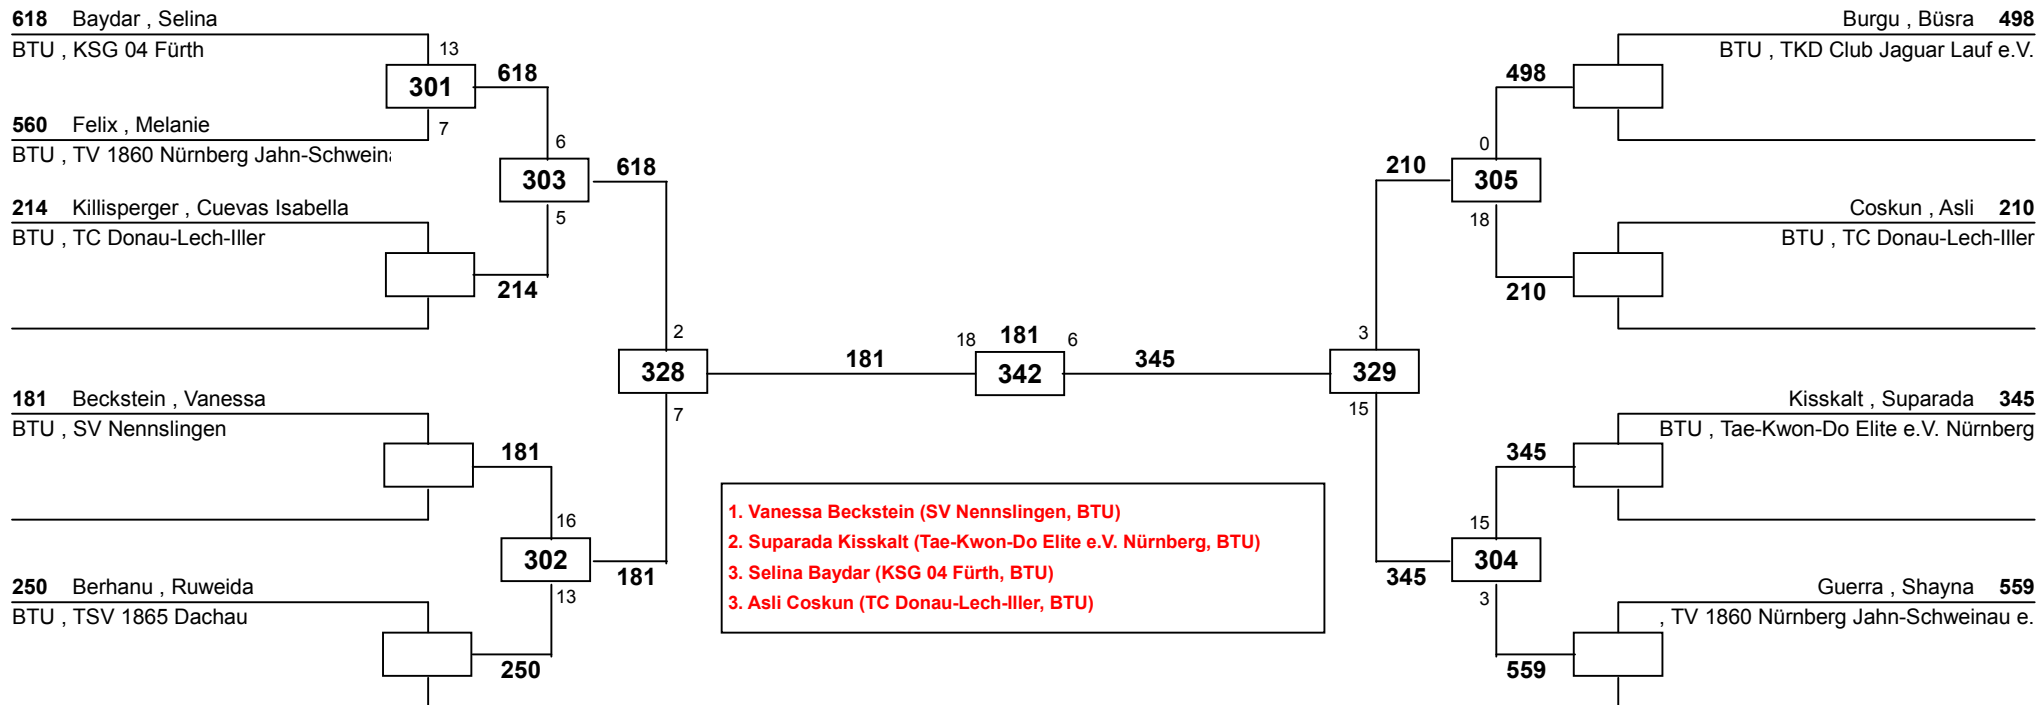 618 Baydar , Selina
BTU , KSG 04 Fürth
13
301
618
560 Felix , Melanie
7
BTU , TV 1860 Nürnberg Jahn-Schwein
6
303
618
214 Killisperger , Cuevas Isabella
5
BTU , TC Donau-Lech-Iller
214
2
328
181
7
181 Beckstein , Vanessa
BTU , SV Nennslingen
181
16
302
181
13
250 Berhanu , Ruweida
BTU , TSV 1865 Dachau
250
18 181 6
342
345
1. Vanessa Beckstein (SV Nennslingen, BTU)
2. Suparada Kisskalt (Tae-Kwon-Do Elite e.V. Nürnberg, BTU)
3. Selina Baydar (KSG 04 Fürth, BTU)
3. Asli Coskun (TC Donau-Lech-Iller, BTU)
Burgu , Büsra 498
BTU , TKD Club Jaguar Lauf e.V.
498
0
210
305
18
Coskun , Asli 210
BTU , TC Donau-Lech-Iller
210
3
329
15
Kisskalt , Suparada 345
BTU , Tae-Kwon-Do Elite e.V. Nürnberg
345
15
304
345
3
Guerra , Shayna 559
, TV 1860 Nürnberg Jahn-Schweinau e.
559